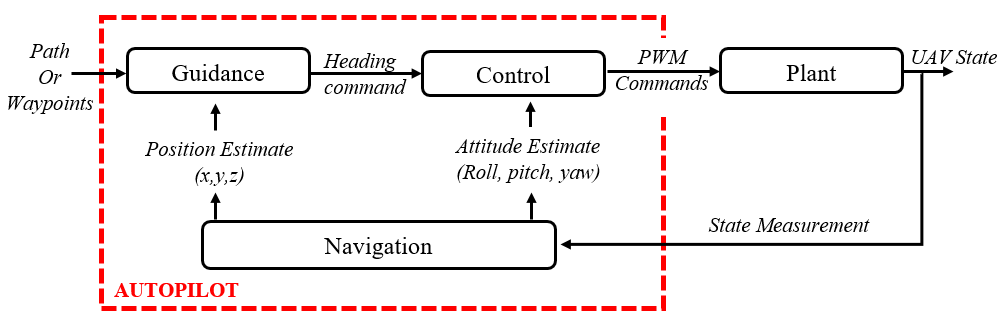 Path
Or
Waypoints
Guidance
Heading
command
Control
PWM
Commands
Plant
UAV State
Position Estimate
(x,y,z)
Attitude Estimate
(Roll, pitch, yaw)
Navigation
State Measurement
AUTOPILOT